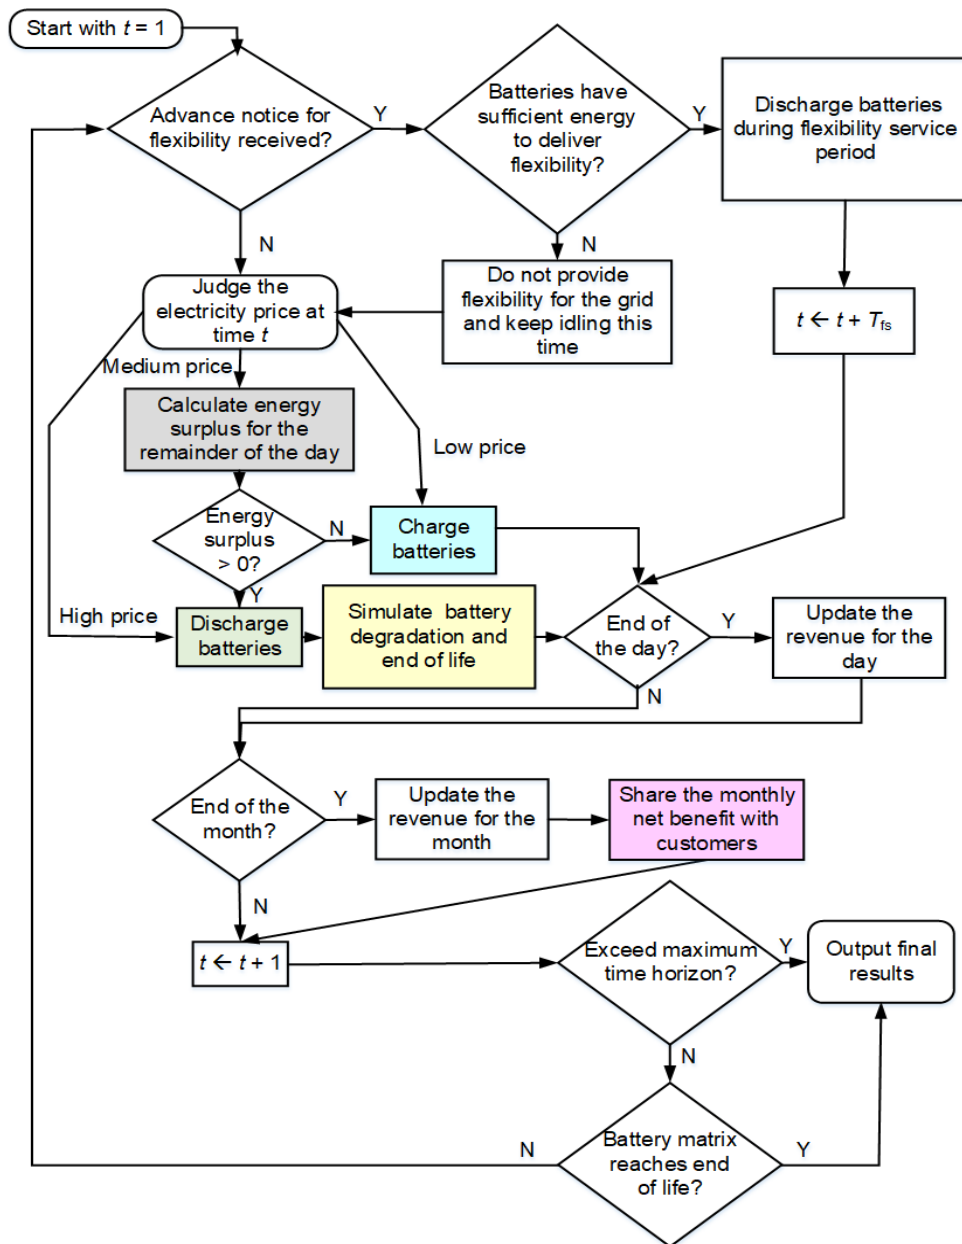 Start with t = 1
Advance notice for
flexibility received?
Y
Batteries have
sufficient energy
to deliver
flexibility?
Y
Discharge batteries
during flexibility service
period
N
N
Judge the
electricity price at
time t
Do not provide
flexibility for the grid
and keep idling this
time
t ← t + Tfs
Medium price
Calculate energy
surplus for the
remainder of the day
Low price
Energy
surplus
> 0?
N
Charge
batteries
Y
High price
Discharge
batteries
Simulate battery
degradation and
end of life
End of
the day?
Y
Update the
revenue for the
day
N
End of the
month?
Y
Update the
revenue for the
month
Share the monthly
net benefit with
customers
N
t ← t + 1
Exceed maximum
time horizon?
Y
Output final
results
N
Battery matrix
reaches end
of life?
N
Y